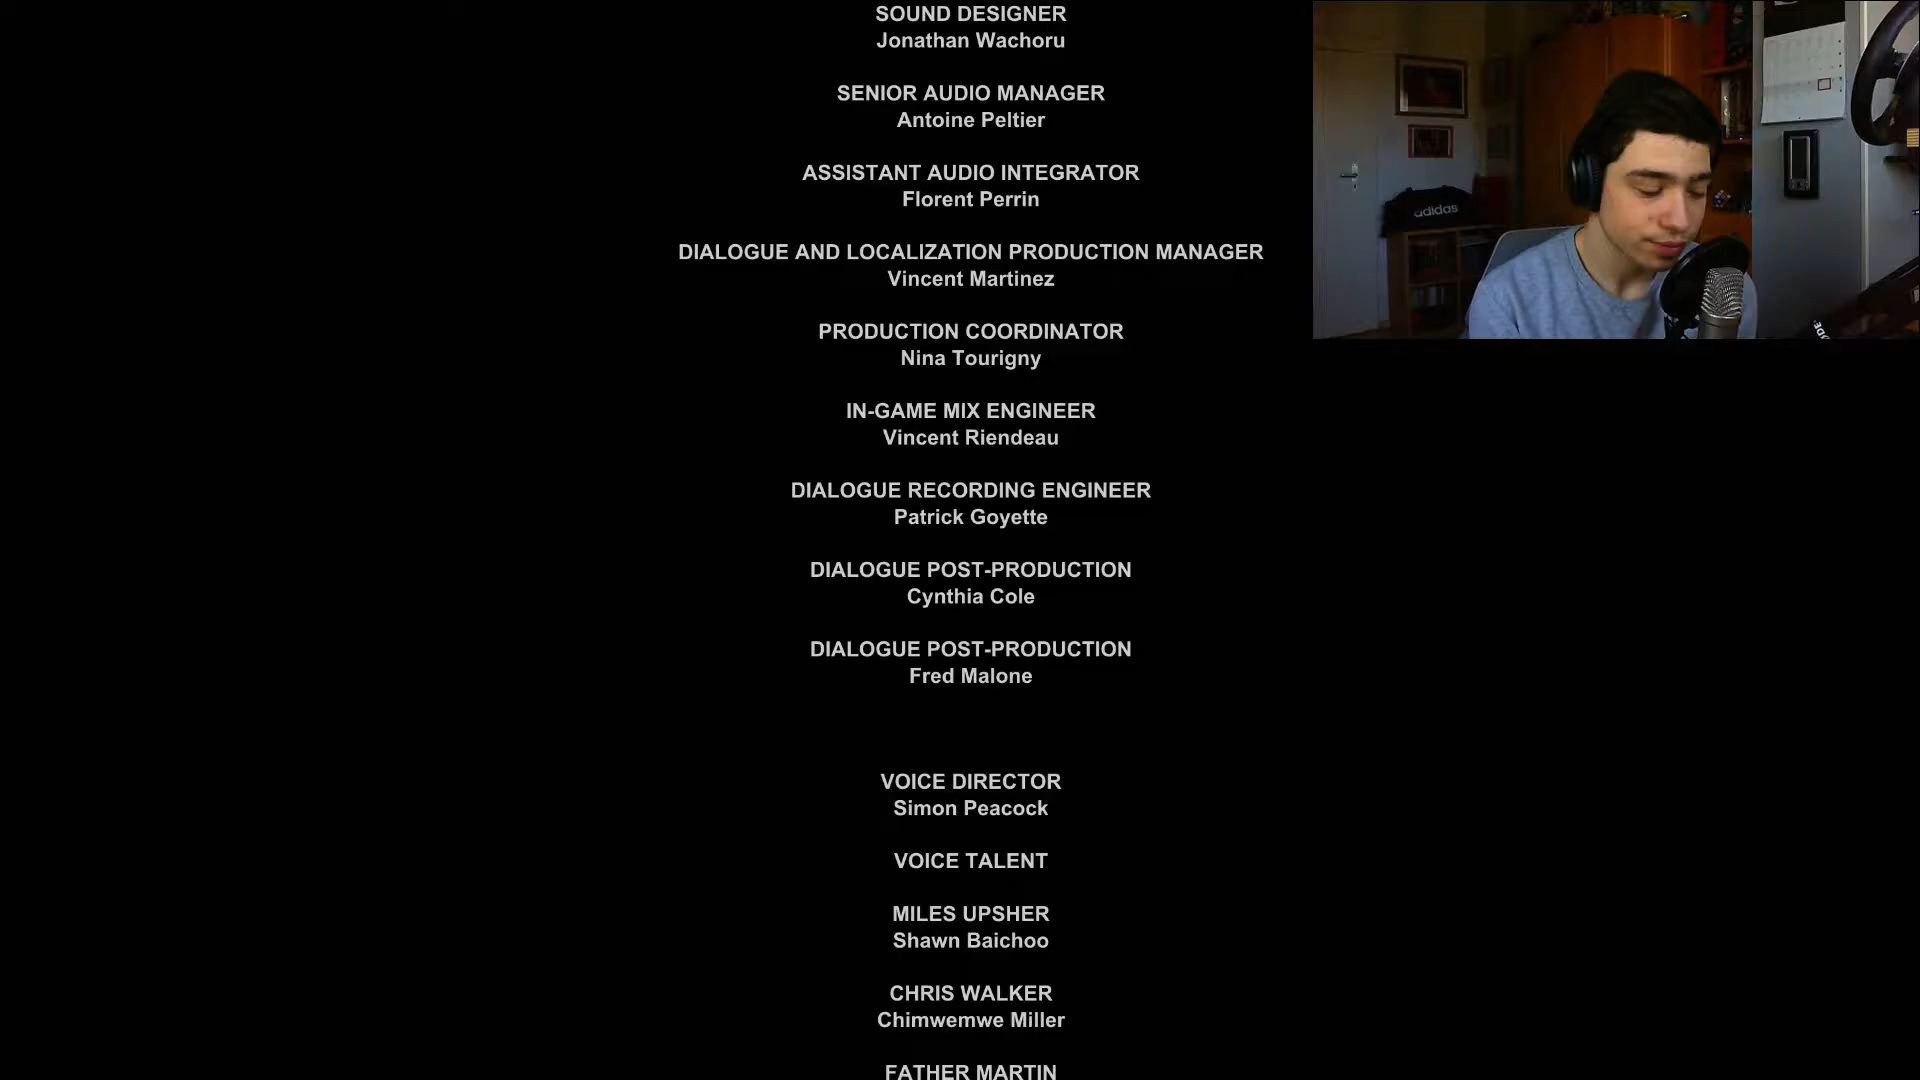 SOUND DESIGNER
Jonathan Wachoru
SENIOR AUDIO MANAGER
Antoine Peltier
ASSISTANT AUDIO INTEGRATOR
Florent Perrin
DIALOGUE AND LOCALIZATION PRODUCTION MANAGER
Vincent Martinez
PRODUCTION COORDINATOR
Nina Tourigny
IN-GAME MIX ENGINEER
Vincent Riendeau
DIALOGUE RECORDING ENGINEER
Patrick Goyette
DIALOGUE POST-PRODUCTION
Cynthia Cole
DIALOGUE POST-PRODUCTION
Fred Malone
VOICE DIRECTOR
Simon Peacock
VOICE TALENT
MILES UPSHER
Shawn Baichoo
CHRIS WALKER
Chimwemwe Miller
FATHER MARTIN
adidas